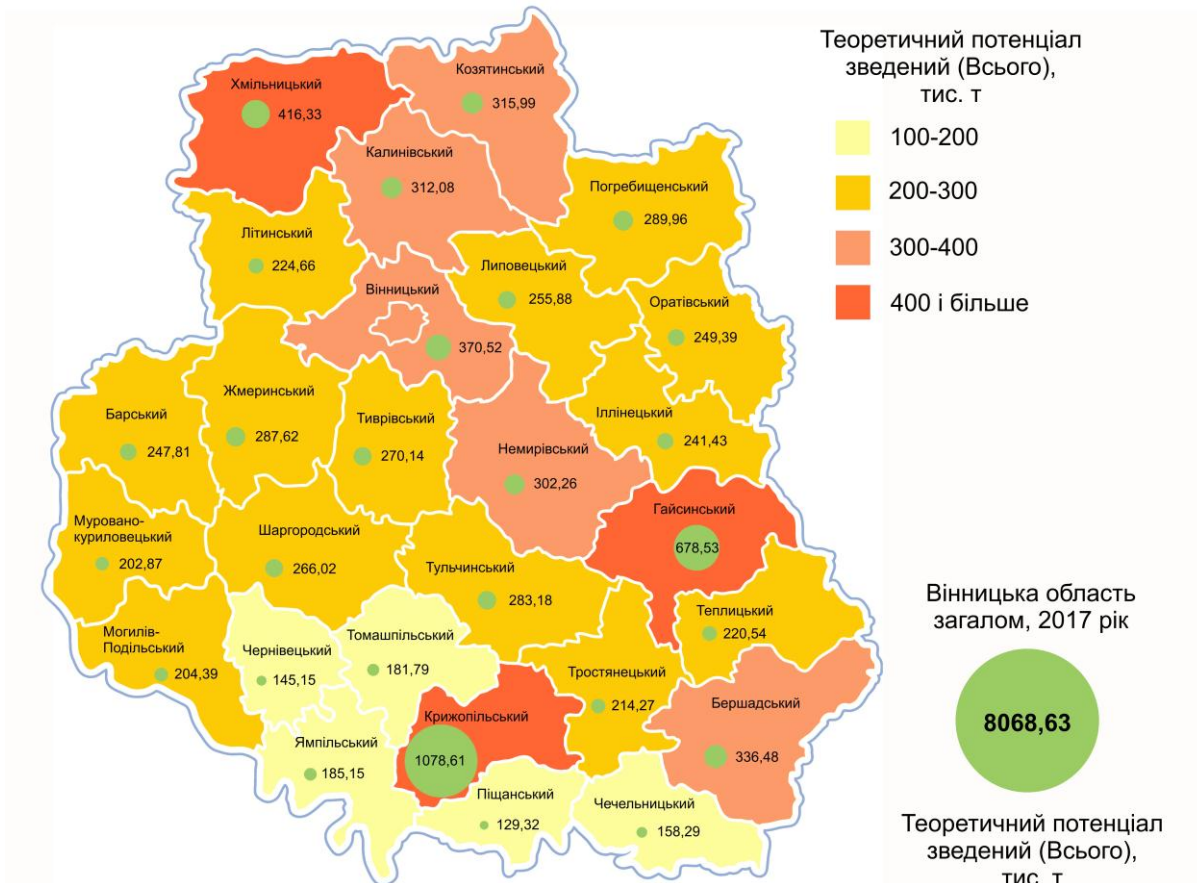 Теоретичний потенціал
зведений (Всього),
тис. т
100-200
200-300
300-400
400 і більше
Хмільницький
416,33
Козятинський
315,99
Калинівський
312,08
Погребищенський
289,96
Літинський
224,66
Липовецький
255,88
Вінницький
370,52
Оратівський
249,39
Барський
247,81
Жмеринський
287,62
Тиврівський
270,14
Немирівський
302,26
Іллінецький
241,43
Гайсинський
678,53
Муровано-
куриловецький
202,87
Шаргородський
266,02
Тульчинський
283,18
Теплицький
220,54
Могилів-
Подільський
204,39
Чернівецький
145,15
Томашпільський
181,79
Тростянецький
214,27
Бершадський
336,48
Крижопільський
1078,61
Ямпільський
185,15
Піщанський
129,32
Чечельницький
158,29
Вінницька область
загалом, 2017 рік
8068,63
Теоретичний потенціал
зведений (Всього),
тис. т